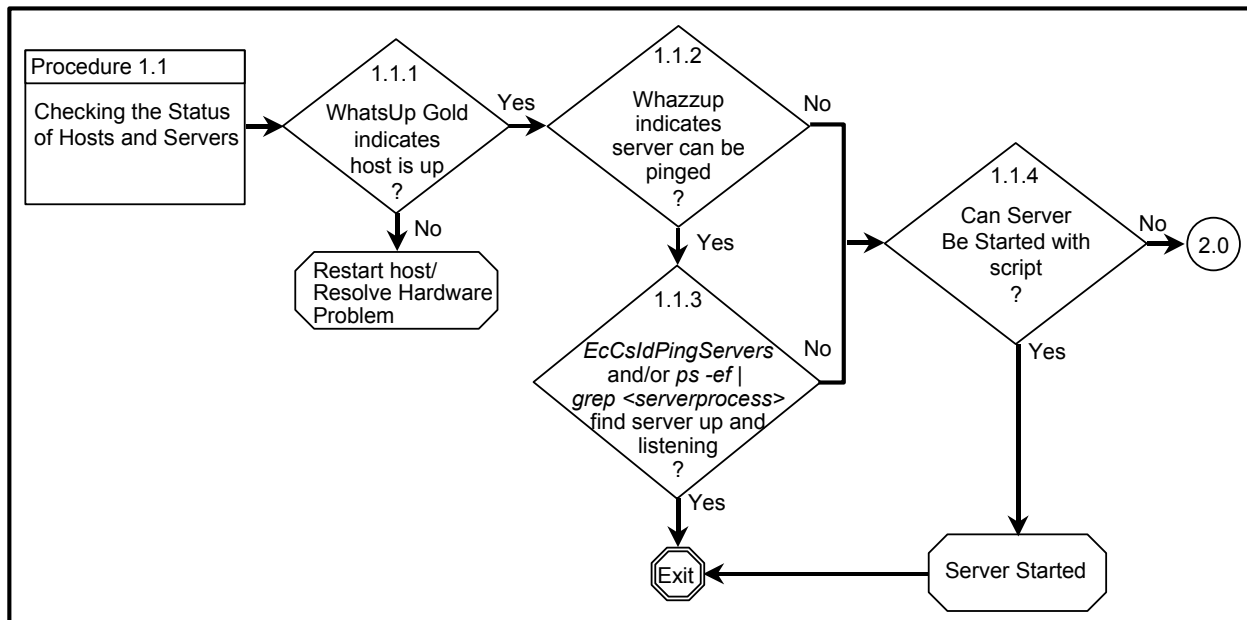 Procedure 1.1
Checking the Status
of Hosts and Servers
1.1.1
WhatsUp Gold
indicates
host is up
?
Yes
No
Restart host/
Resolve Hardware
Problem
1.1.2
Whazzup
indicates
server can be
pinged
?
No
Yes
1.1.3
EcCsIdPingServers
and/or ps -ef |
grep <serverprocess>
find server up and
listening
?
No
Yes
Exit
1.1.4
Can Server
Be Started with
script
?
No
2.0
Yes
Server Started